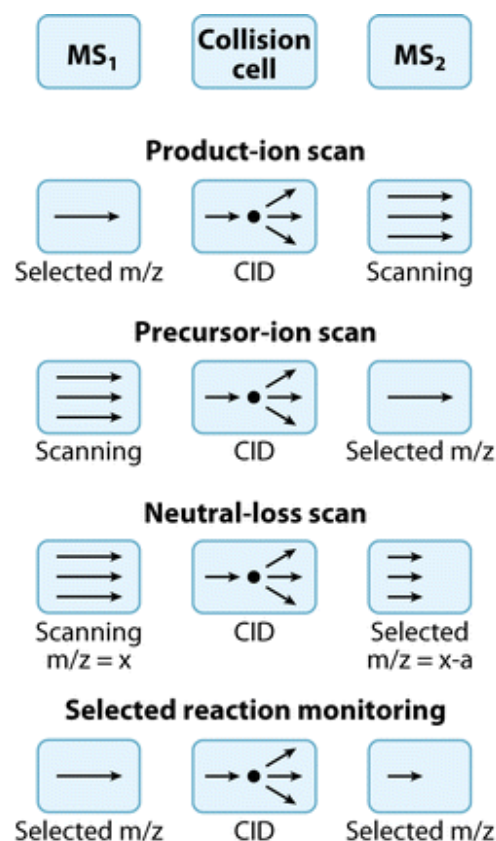 MS₁
Collision
cell
MS₂
Product-ion scan
Selected m/z
CID
Scanning
Precursor-ion scan
Scanning
CID
Selected m/z
Neutral-loss scan
Scanning
m/z = x
CID
Selected
m/z = x-a
Selected reaction monitoring
Selected m/z
CID
Selected m/z